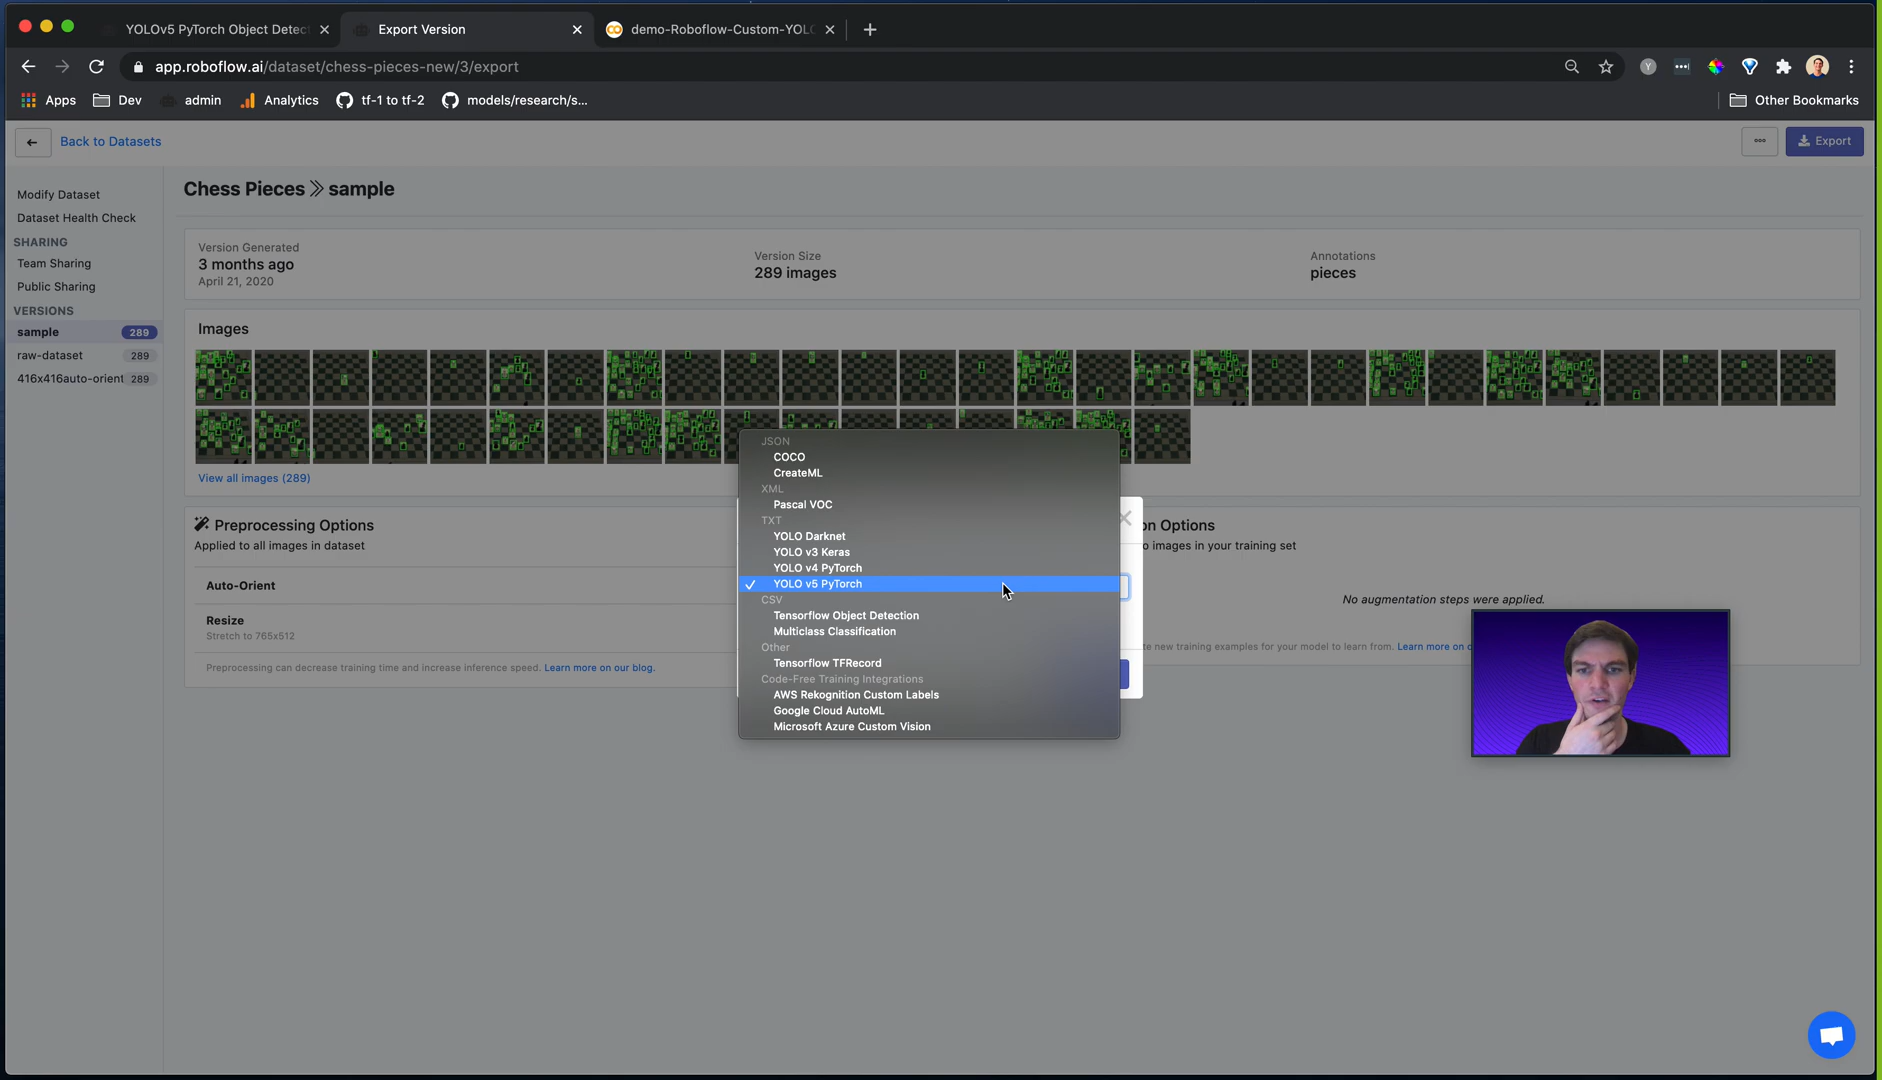 YOLOv5 PyTorch Object Detec
Export Version
demo-Roboflow-Custom-YOLO
app.roboflow.ai/dataset/chess-pieces-new/3/export
Y
Apps
Dev
admin
Analytics
tf-1 to tf-2
models/research/s...
Other Bookmarks
Back to Datasets
Export
Modify Dataset
Dataset Health Check
SHARING
Team Sharing
Public Sharing
VERSIONS
sample 289
raw-dataset 289
416x416auto-orient 289
Chess Pieces sample
Version Generated
3 months ago
April 21, 2020
Version Size
289 images
Annotations
pieces
Images
View all images (289)
Preprocessing Options
Applied to all images in dataset
Auto-Orient
Resize
Stretch to 765x512
Preprocessing can decrease training time and increase inference speed. Learn more on our blog.
JSON
COCO
CreateML
XML
Pascal VOC
TXT
YOLO Darknet
YOLO v3 Keras
YOLO v4 PyTorch
YOLO v5 PyTorch
CSV
Tensorflow Object Detection
Multiclass Classification
Other
Tensorflow TFRecord
Code-Free Training Integrations
AWS Rekognition Custom Labels
Google Cloud AutoML
Microsoft Azure Custom Vision
on Options
o images in your training set
No augmentation steps were applied.
te new training examples for your model to learn from. Learn more on